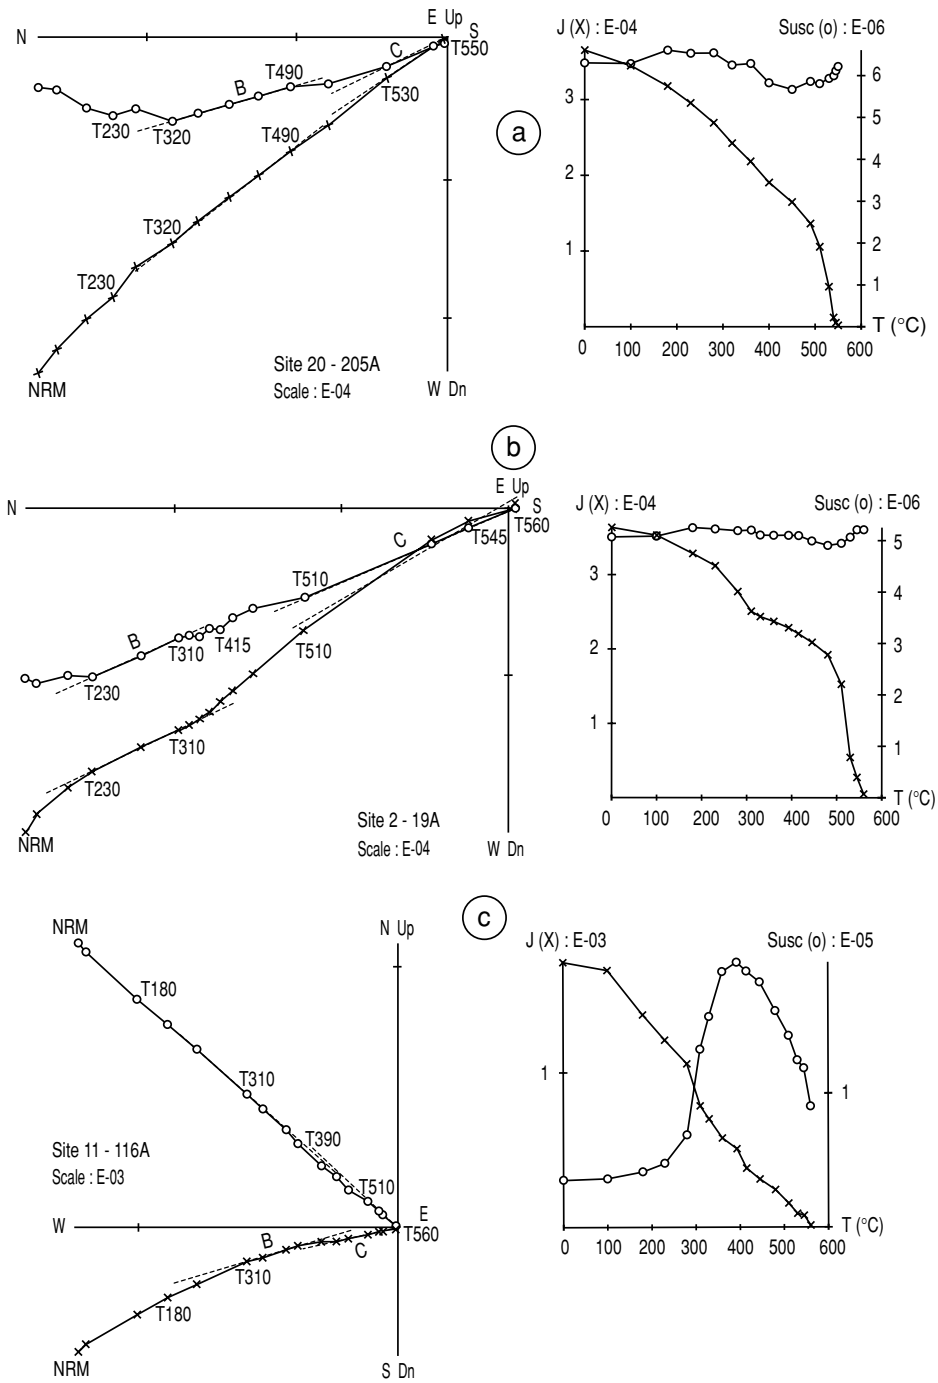 E Up
N
S
T550
C
T490
B
T530
T230
T320
T490
T320
T230
NRM
Site 20 - 205A
Scale : E-04
W Dn
a
J (X) : E-04
Susc (o) : E-06
3
2
1
6
5
4
3
2
1
T (°C)
0 100 200 300 400 500 600
b
E Up
N
S
T560
T545
C
T510
T510
B
T310
T415
T230
T310
T230
NRM
Site 2 - 19A
Scale : E-04
W Dn
J (X) : E-04
Susc (o) : E-06
3
2
1
5
4
3
2
1
T (°C)
0 100 200 300 400 500 600
c
NRM
N Up
T180
T310
T390
T510
Site 11 - 116A
Scale : E-03
W
E
T560
B
C
T310
T180
NRM
S Dn
J (X) : E-03
Susc (o) : E-05
1
1
T (°C)
0 100 200 300 400 500 600